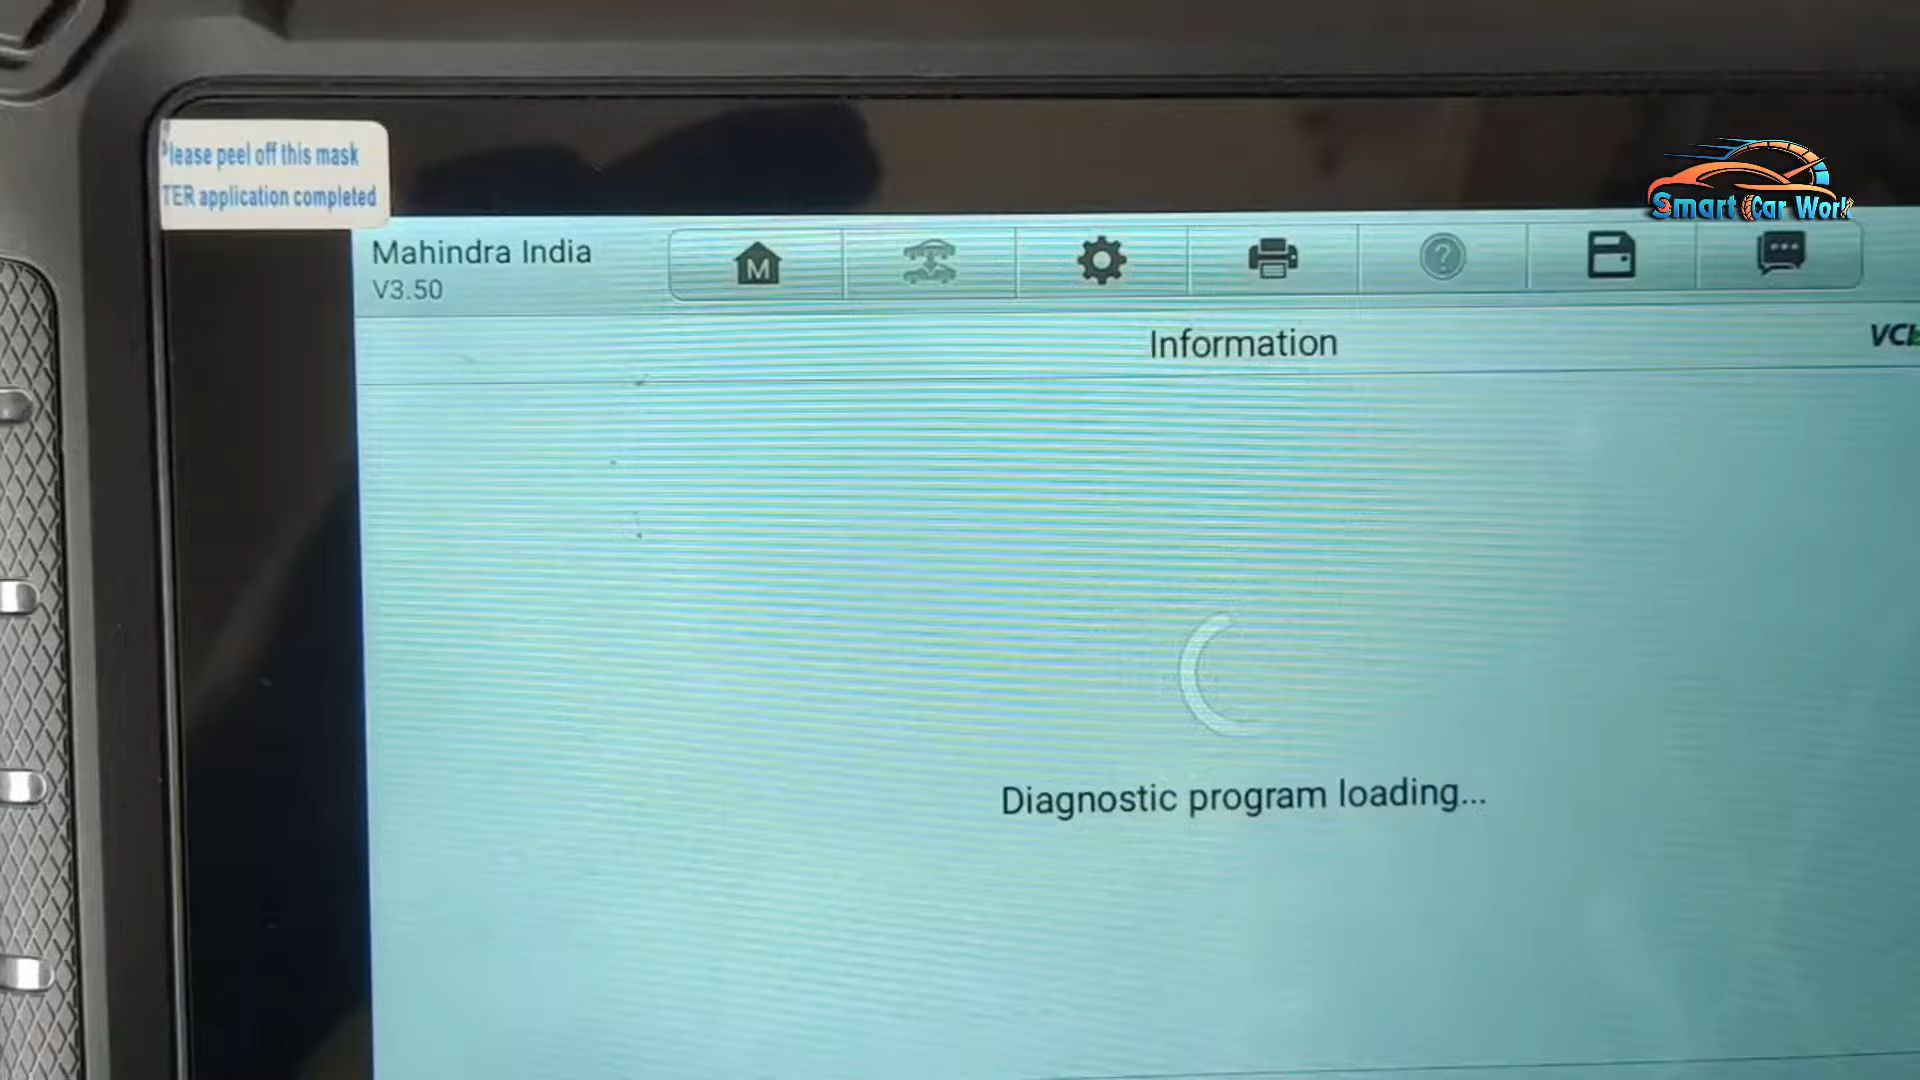 lease peel off this mask
TER application completed
Smart Car Work
Mahindra India
V3.50
M
?
Information
VCI
Diagnostic program loading...